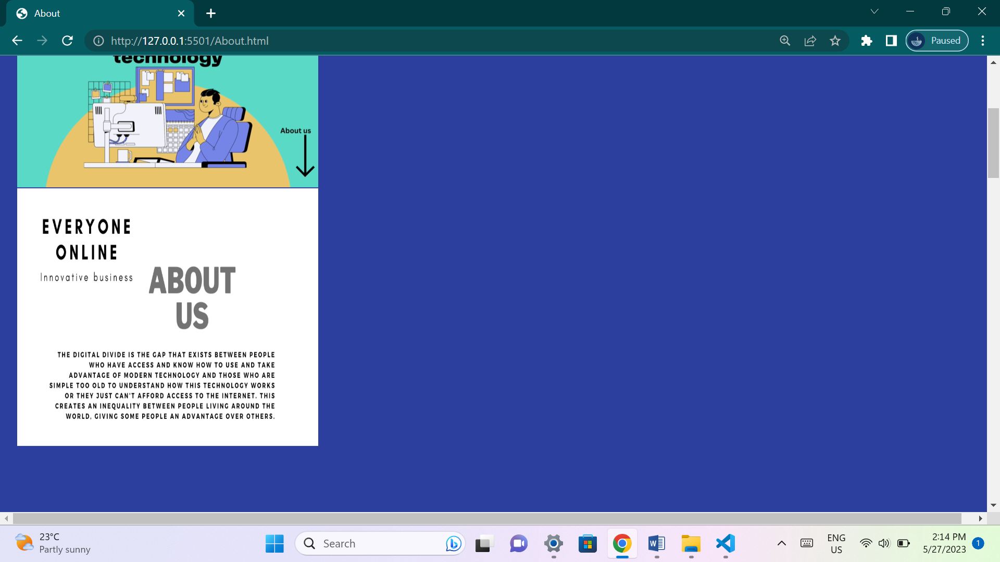 About
http://127.0.0.1:5501/About.html
Paused
technology
About us
EVERYONE
ONLINE
Innovative business
ABOUT
US
THE DIGITAL DIVIDE IS THE GAP THAT EXISTS BETWEEN PEOPLE
WHO HAVE ACCESS AND KNOW HOW TO USE AND TAKE
ADVANTAGE OF MODERN TECHNOLOGY AND THOSE WHO ARE
SIMPLE TOO OLD TO UNDERSTAND HOW THIS TECHNOLOGY WORKS
OR THEY JUST CAN'T AFFORD ACCESS TO THE INTERNET. THIS
CREATES AN INEQUALITY BETWEEN PEOPLE LIVING AROUND THE
WORLD, GIVING SOME PEOPLE AN ADVANTAGE OVER OTHERS.
23°C
Partly sunny
Search
W
ENG
US
2:14 PM
5/27/2023
1